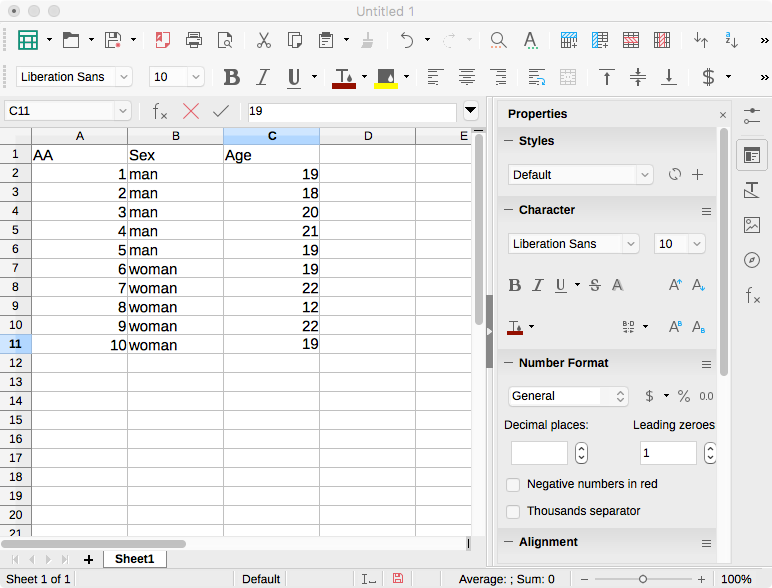 Untitled 1
Liberation Sans 10 B I U T $
C11 fx 19
A B C D E
1 AA Sex Age
2 1 man 19
3 2 man 18
4 3 man 20
5 4 man 21
6 5 man 19
7 6 woman 19
8 7 woman 22
9 8 woman 12
10 9 woman 22
11 10 woman 19
12
13
14
15
16
17
18
19
20
21
Sheet1
Sheet 1 of 1 Default Average: ; Sum: 0 100%
Properties
Styles
Default
Character
Liberation Sans 10
B I U S A A A
T A A
Number Format
General $ % 0.0
Decimal places: Leading zeroes
1
Negative numbers in red
Thousands separator
Alignment